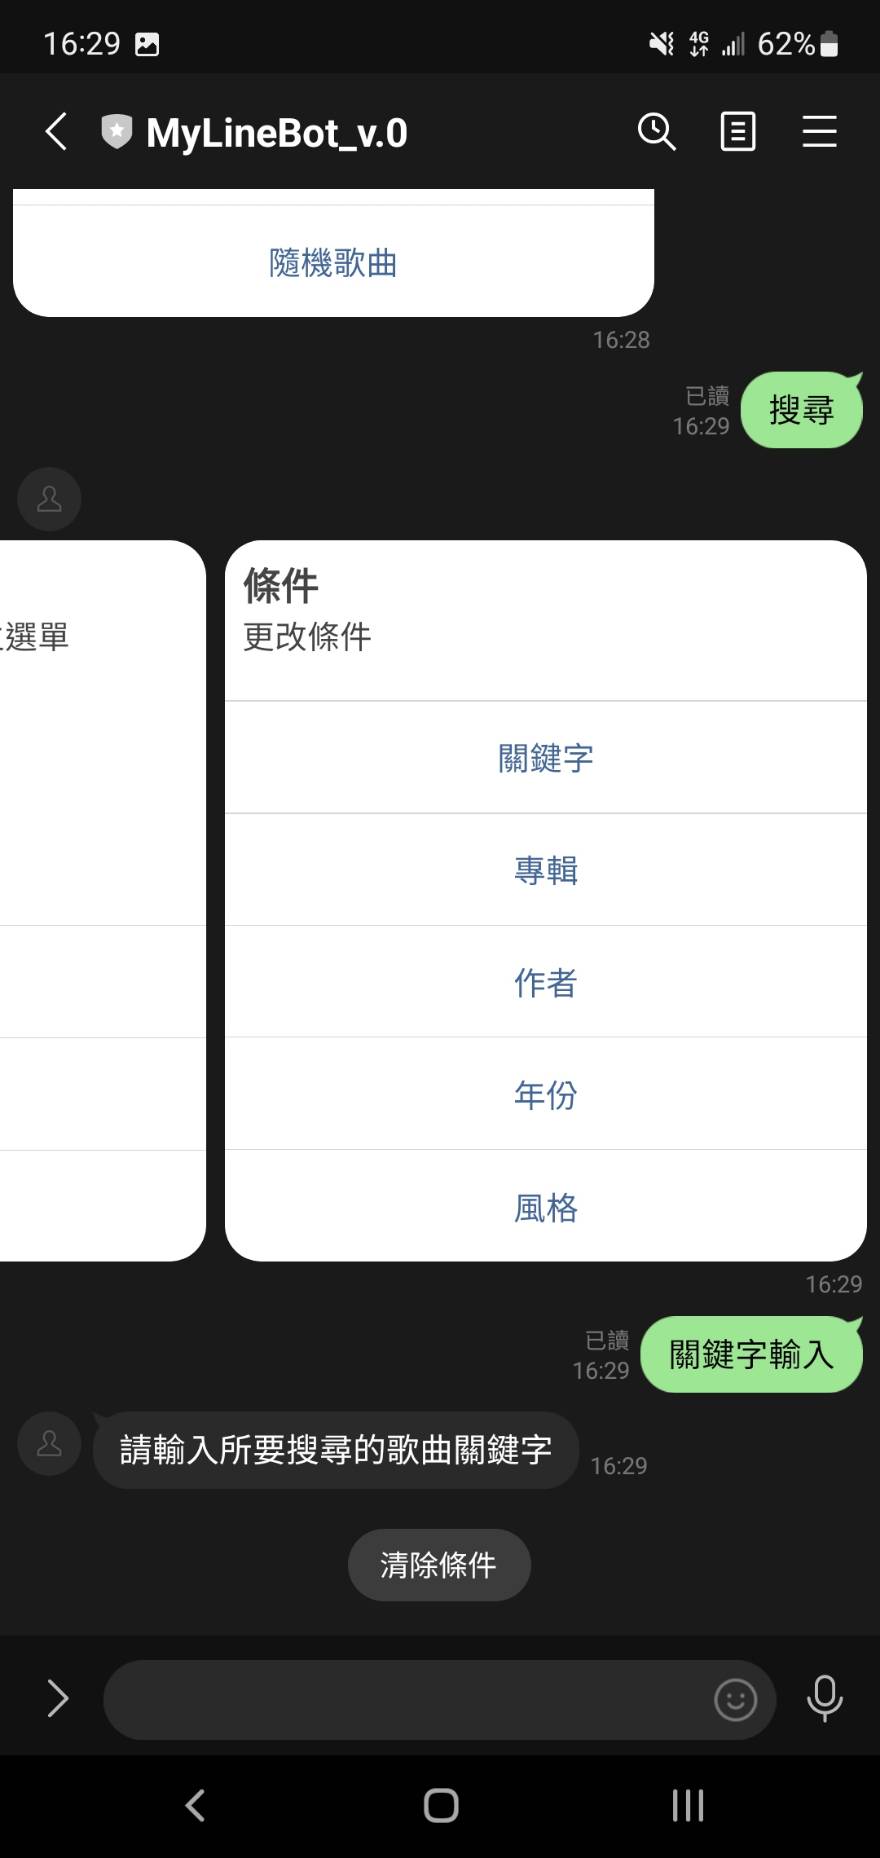 16:29
4G
62%
MyLineBot_v.0
隨機歌曲
16:28
已讀
16:29
搜尋
選單
條件
更改條件
關鍵字
專輯
作者
年份
風格
16:29
已讀
16:29
關鍵字輸入
請輸入所要搜尋的歌曲關鍵字
16:29
清除條件